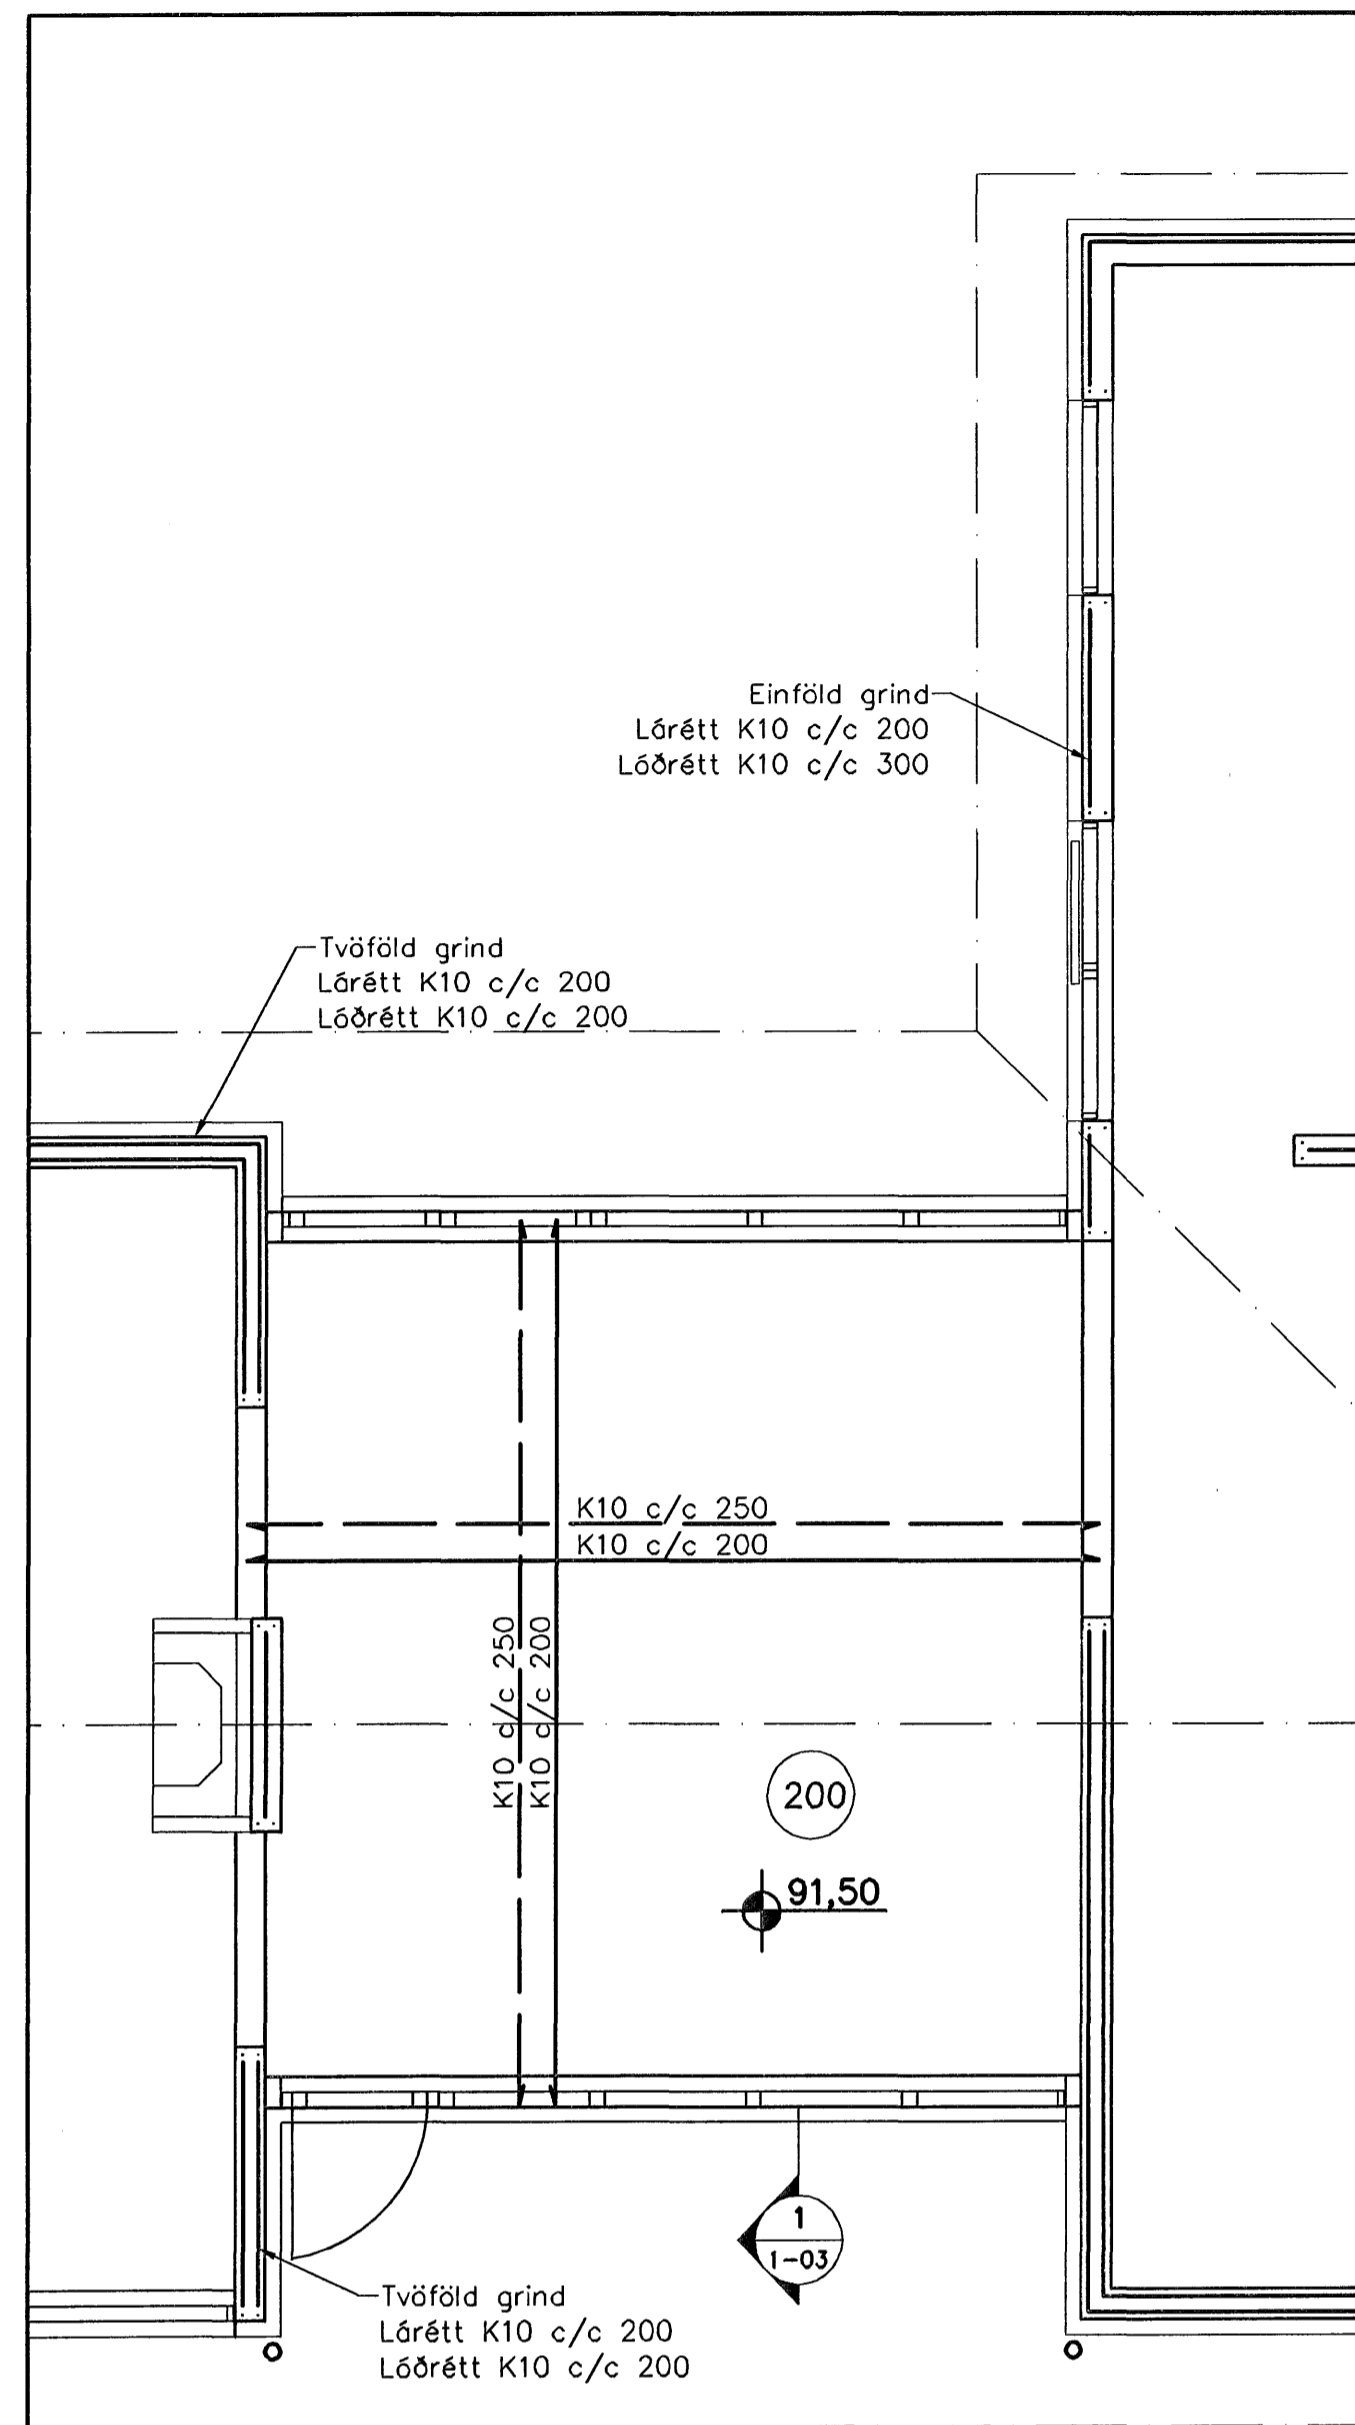 Einföld grind
Lárétt K10 c/c 200
Lóðrétt K10 c/c 300
Tvöföld grind
Lárétt K10 c/c 200
Lóðrétt K10 c/c 200
K10 c/c 250
K10 c/c 200
K10 c/c 250
K10 c/c 200
200
91,50
1
1-03
Tvöföld grind
Lárétt K10 c/c 200
Lóðrétt K10 c/c 200